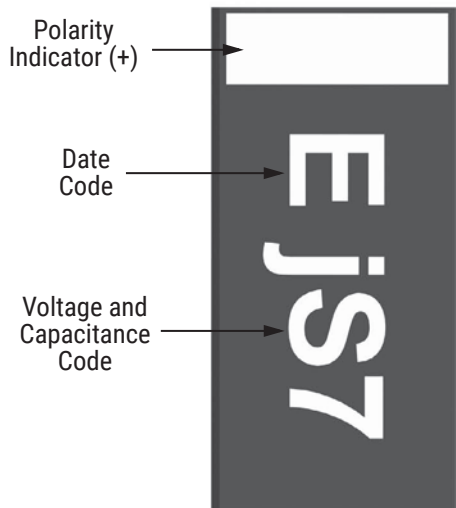 Polarity
Indicator (+)
Date
Code
Voltage and
Capacitance
Code
E jS7